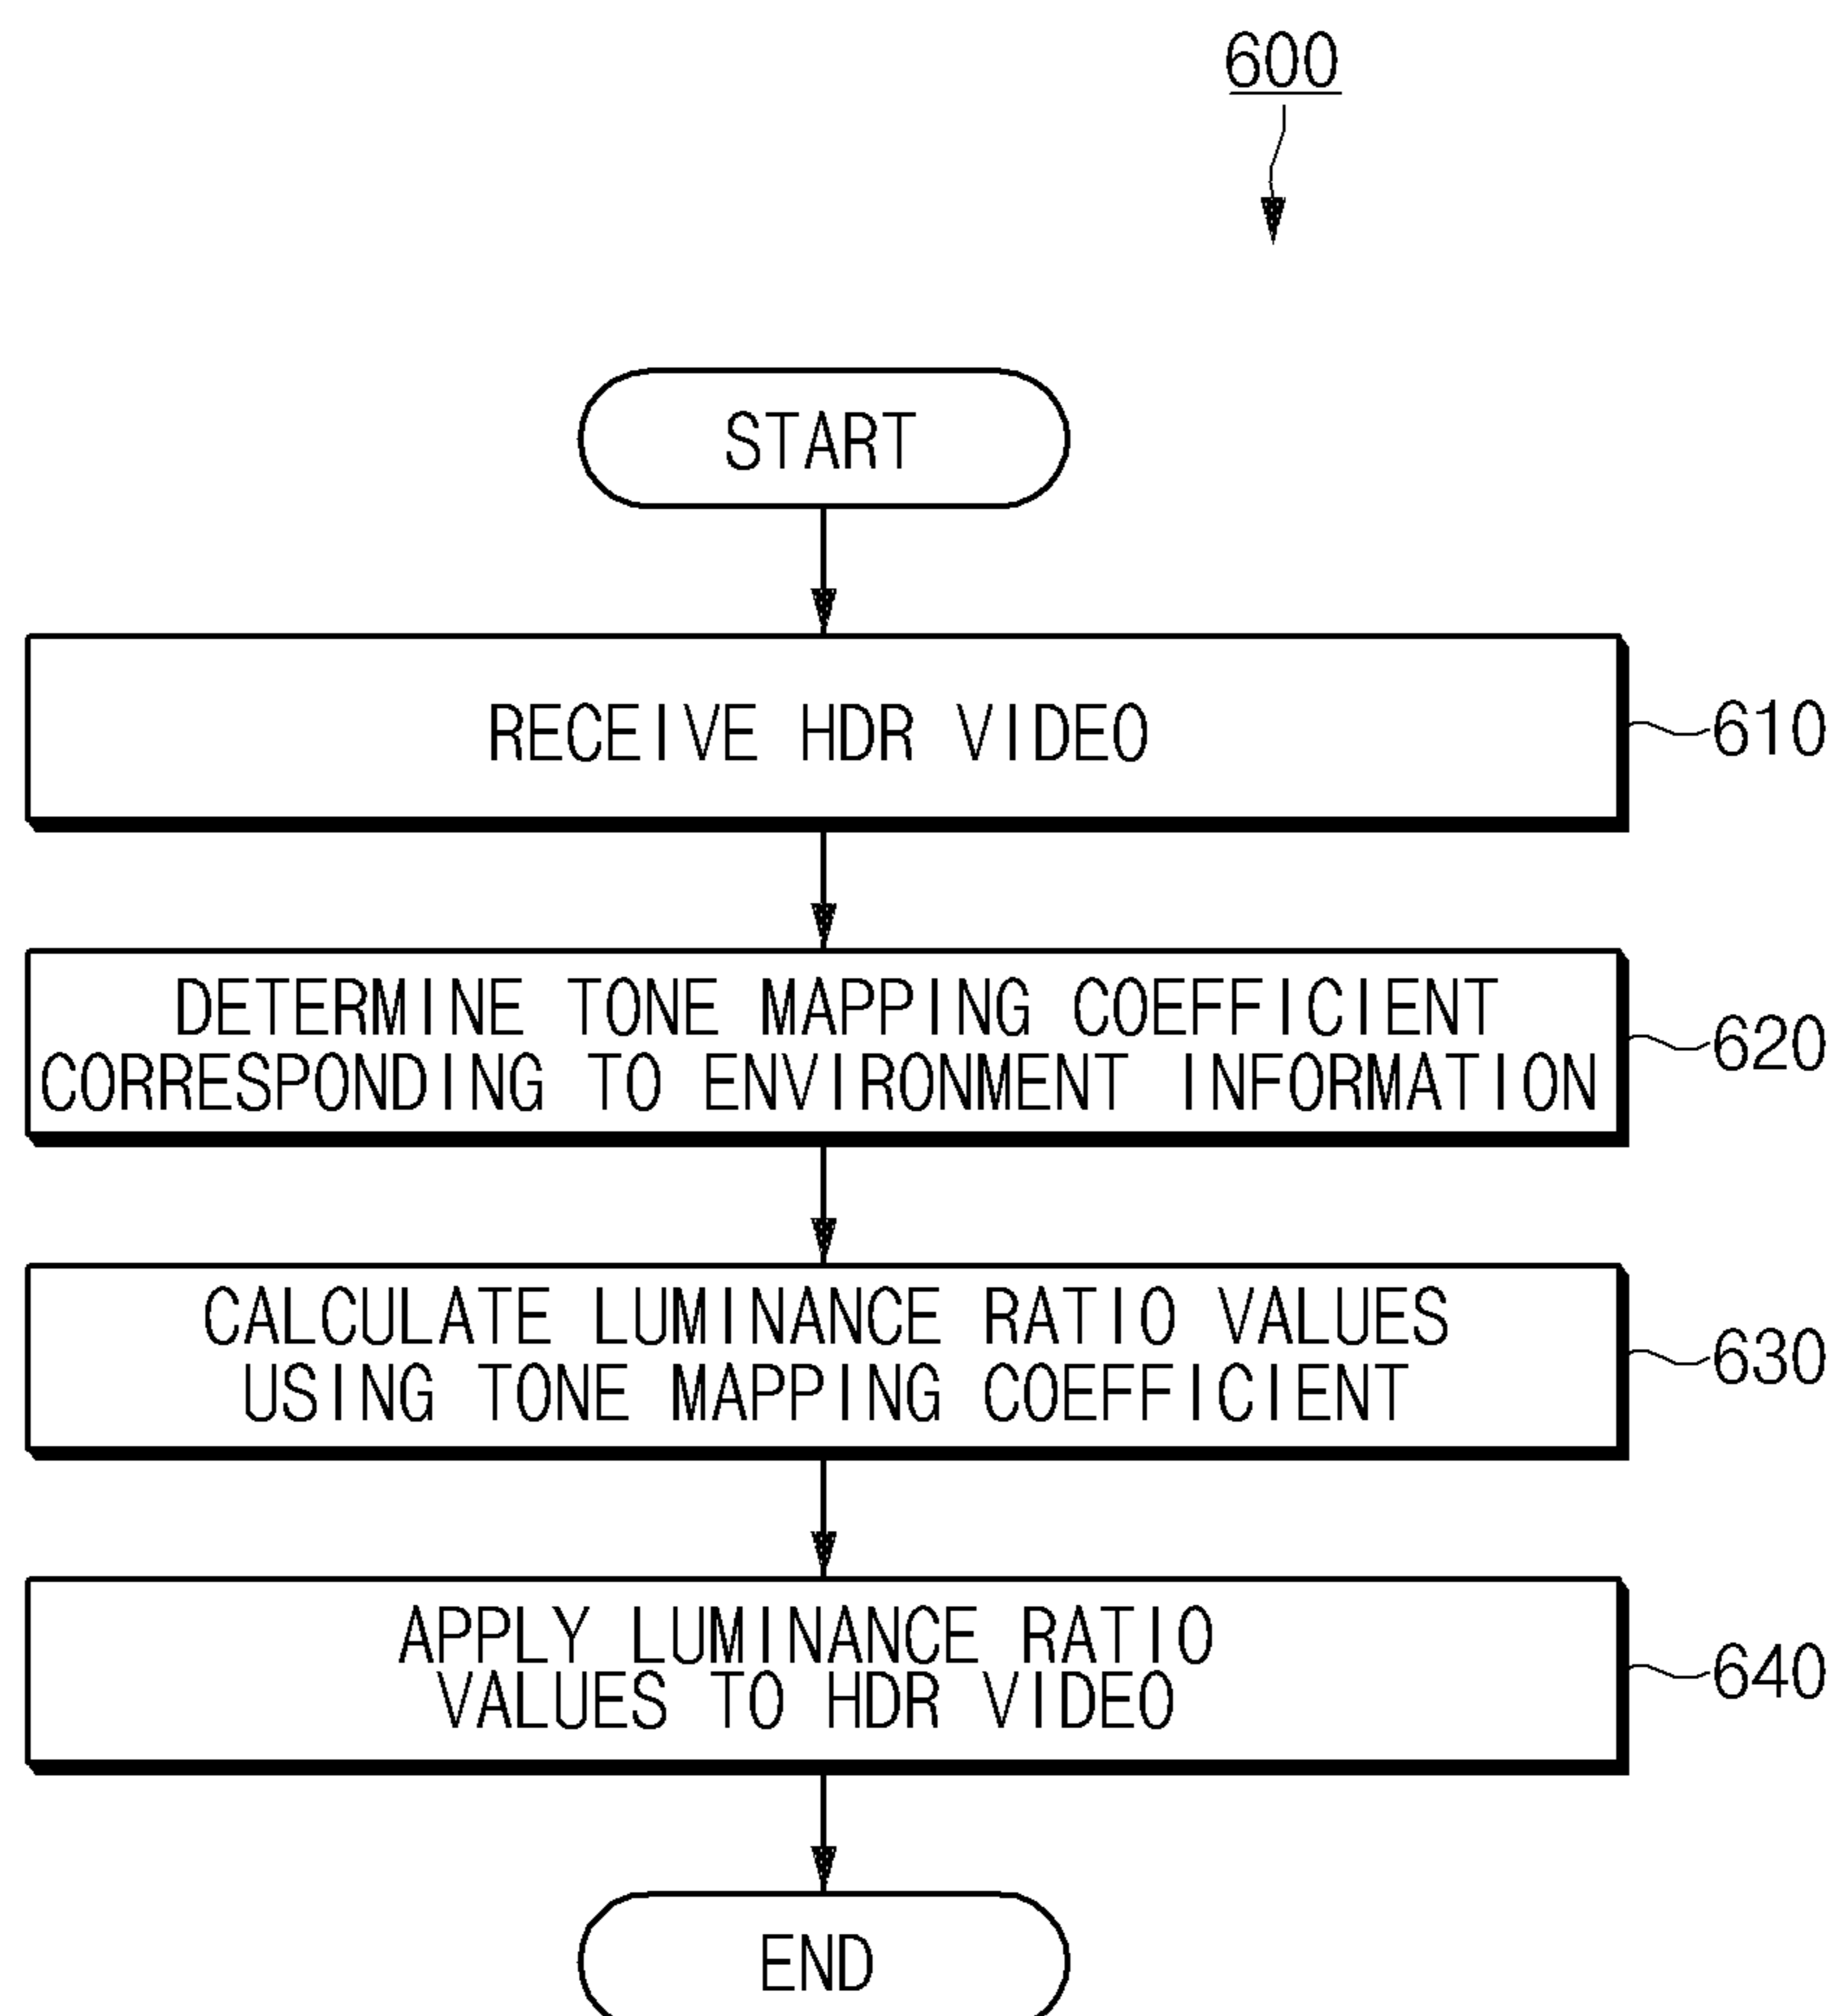 600
START
RECEIVE HDR VIDEO
610
DETERMINE TONE MAPPING COEFFICIENT
CORRESPONDING TO ENVIRONMENT INFORMATION
620
CALCULATE LUMINANCE RATIO VALUES
USING TONE MAPPING COEFFICIENT
630
APPLY LUMINANCE RATIO
VALUES TO HDR VIDEO
640
END